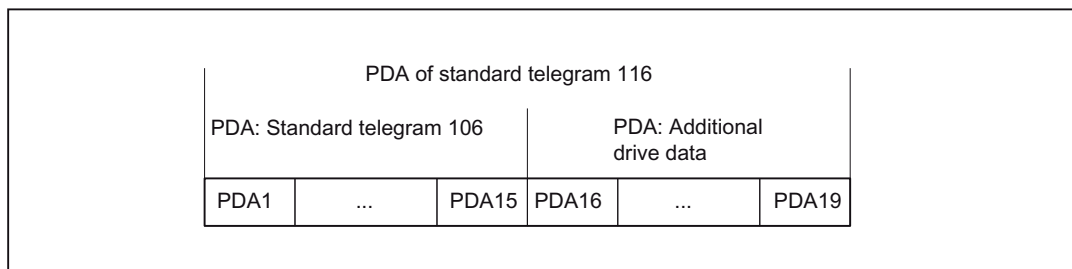 PDA of standard telegram 116
PDA: Standard telegram 106
PDA: Additional
drive data
PDA1 ... PDA15 PDA16 ... PDA19